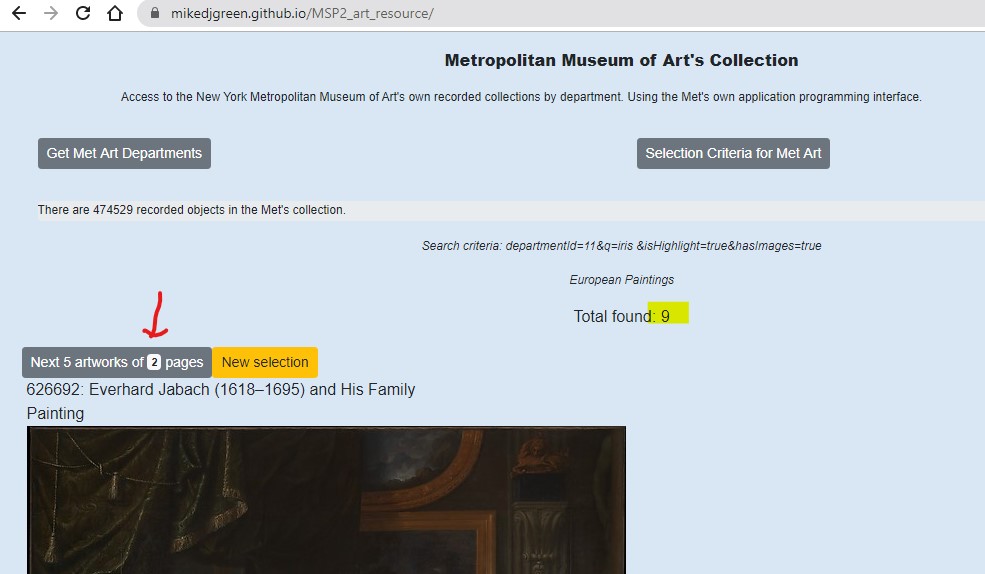 mikedjgreen.github.io/MSP2_art_resource/
Metropolitan Museum of Art's Collection
Access to the New York Metropolitan Museum of Art's own recorded collections by department. Using the Met's own application programming interface.
Get Met Art Departments
Selection Criteria for Met Art
There are 474529 recorded objects in the Met's collection.
Search criteria: departmentId=11&q=iris &isHighlight=true&hasImages=true
European Paintings
Total found: 9
Next 5 artworks of 2 pages
New selection
626692: Everhard Jabach (1618–1695) and His Family
Painting